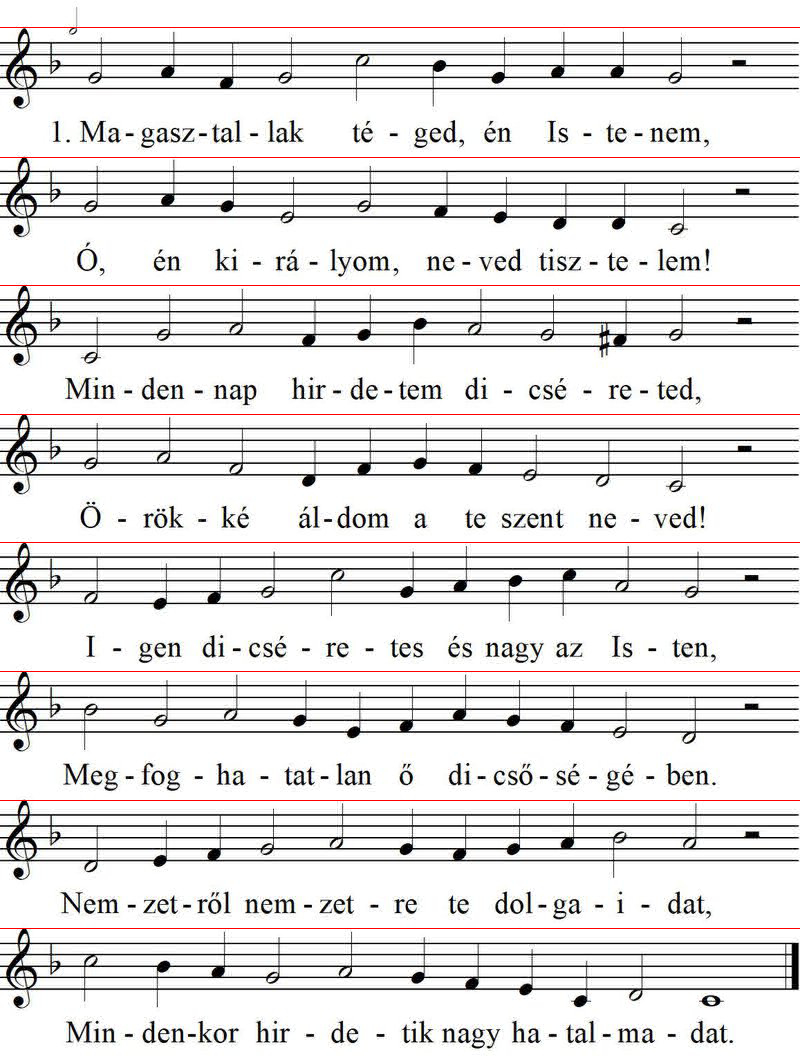 1. Ma - gasz - tal - lak té - ged, én Is - te - nem,
Ó, én ki - rá - lyom, ne - ved tisz - te - lem!
Min - den - nap hir - de - tem di - csé - re - ted,
Ö - rök - ké ál - dom a te szent ne - ved!
I - gen di - csé - re - tes és nagy az Is - ten,
Meg - fog - ha - tat - lan ő di - cső - sé - gé - ben.
Nem - zet - ről nem - zet - re te dol - ga - i - dat,
Min - den - kor hir - de - tik nagy ha - tal - ma - dat.